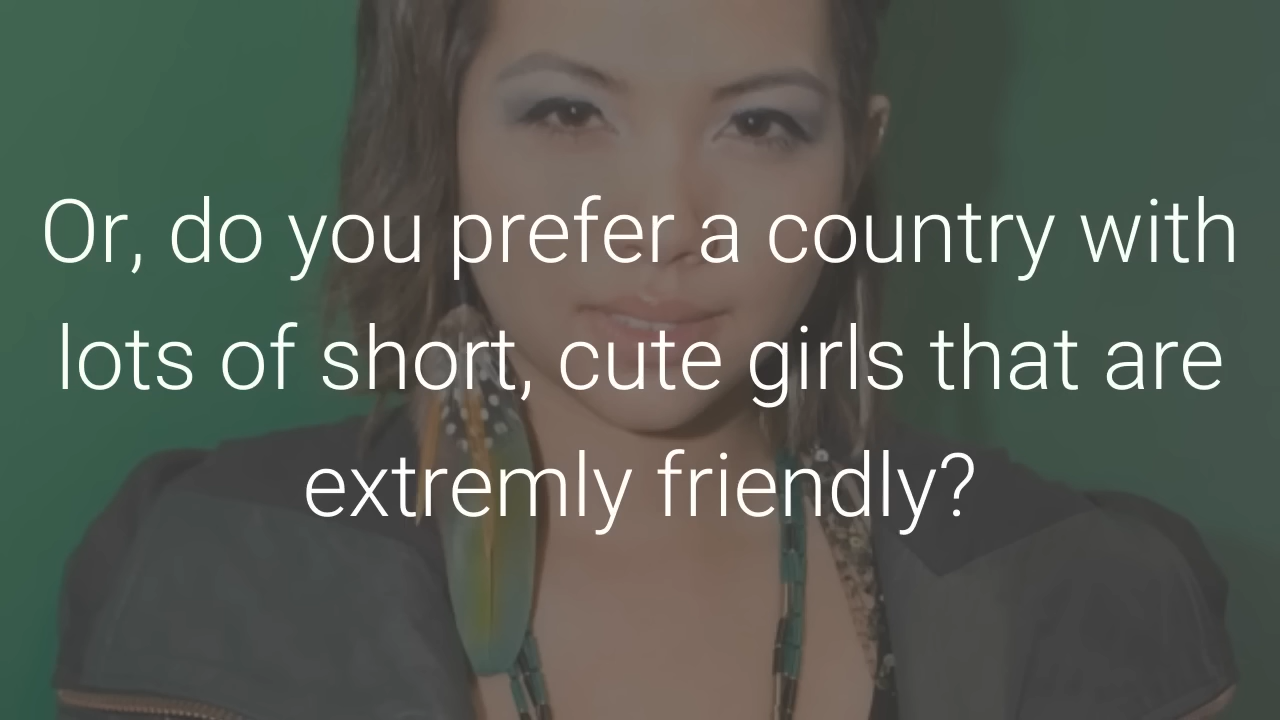 Or, do you prefer a country with
lots of short, cute girls that are
extremly friendly?